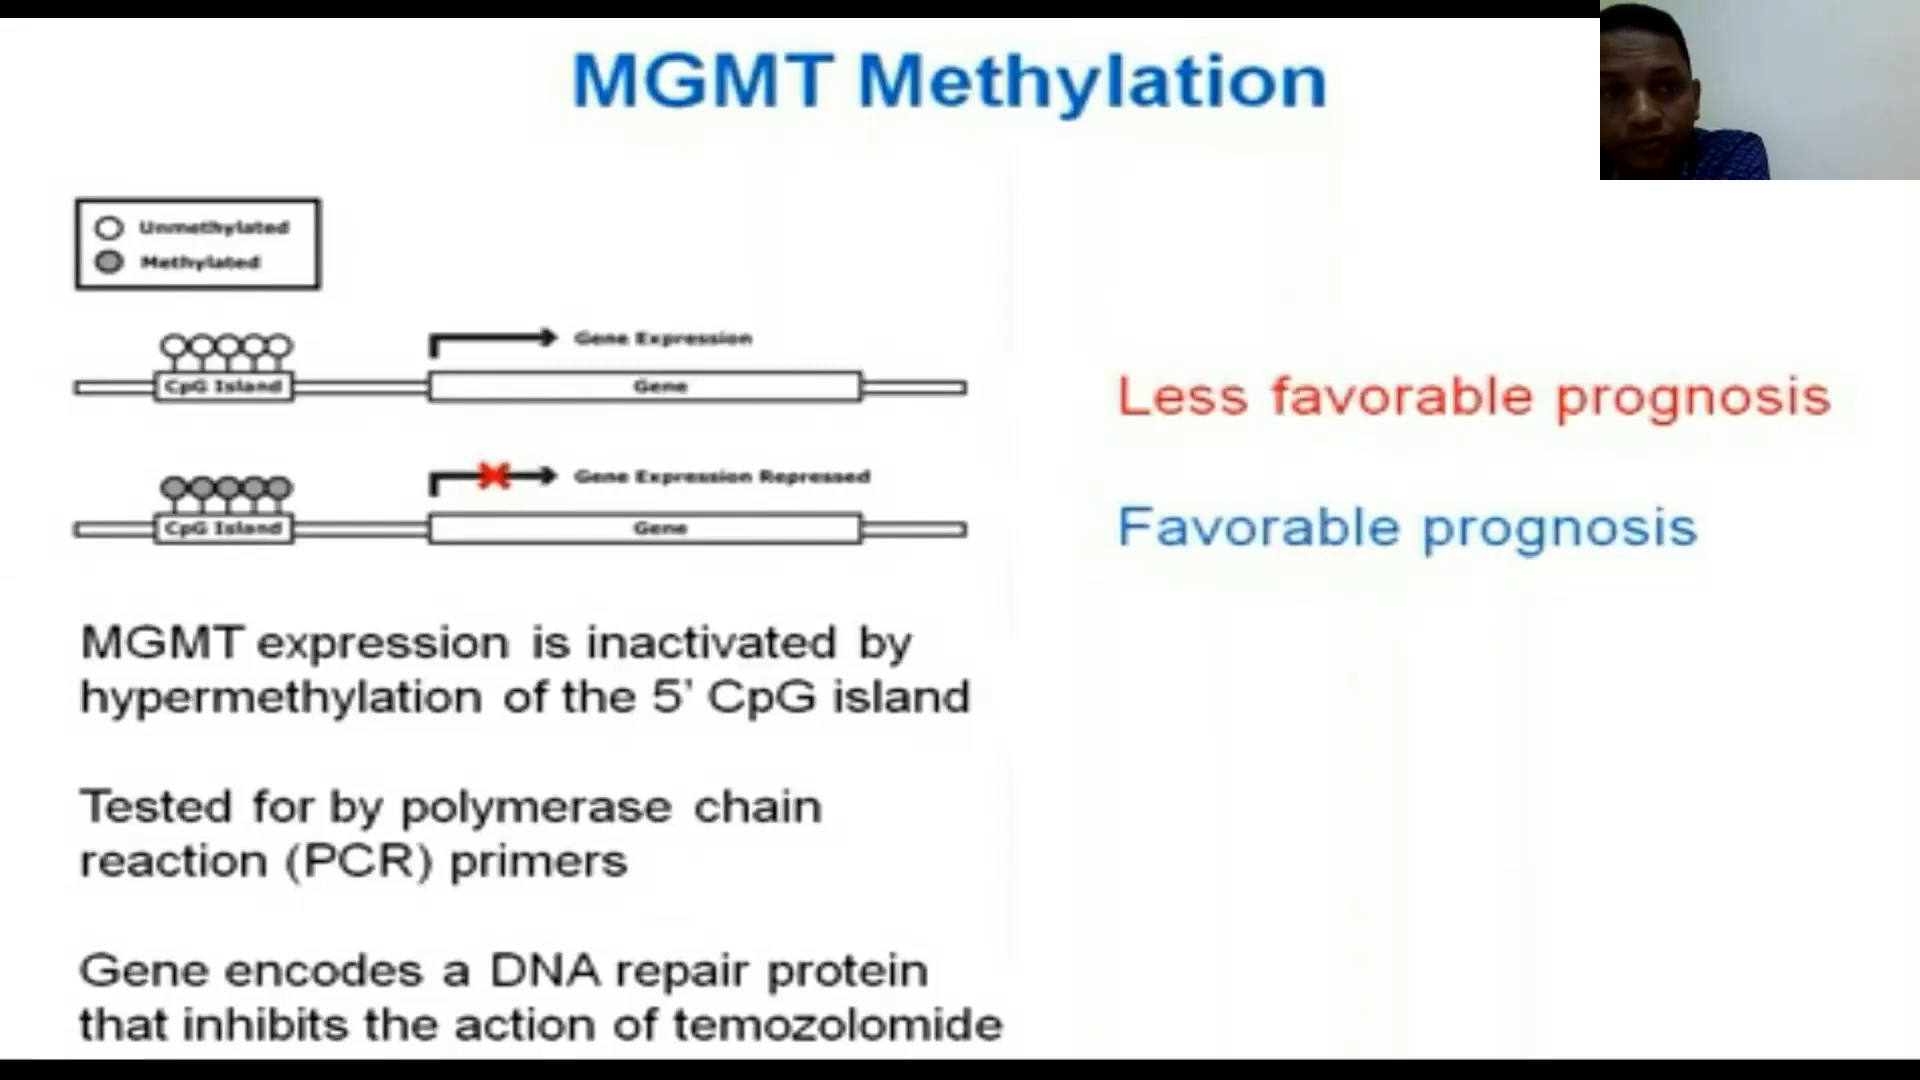 MGMT Methylation
Unmethylated
Methylated
Gene Expression
CpG Island
Gene
Less favorable prognosis
Gene Expression Repressed
CpG Island
Gene
Favorable prognosis
MGMT expression is inactivated by
hypermethylation of the 5’ CpG island
Tested for by polymerase chain
reaction (PCR) primers
Gene encodes a DNA repair protein
that inhibits the action of temozolomide